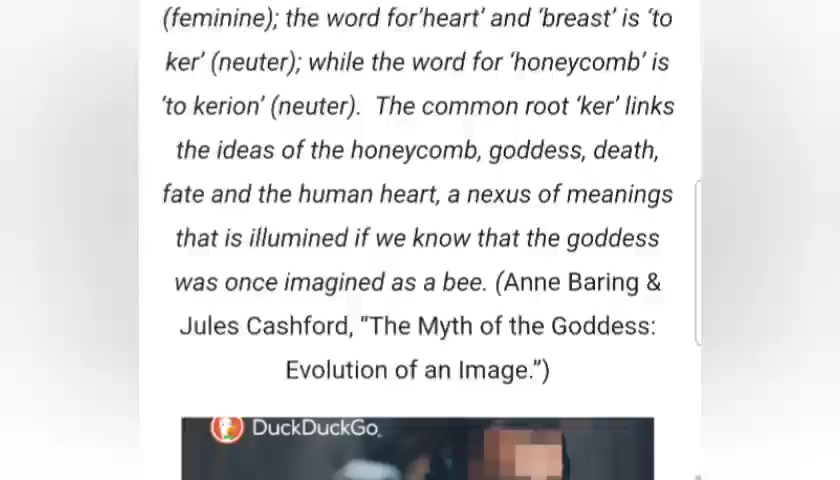 (feminine); the word for'heart' and 'breast' is 'to
ker' (neuter); while the word for 'honeycomb' is
'to kerion' (neuter).  The common root 'ker' links
the ideas of the honeycomb, goddess, death,
fate and the human heart, a nexus of meanings
that is illumined if we know that the goddess
was once imagined as a bee. (Anne Baring &
Jules Cashford, “The Myth of the Goddess:
Evolution of an Image.”)
DuckDuckGo.